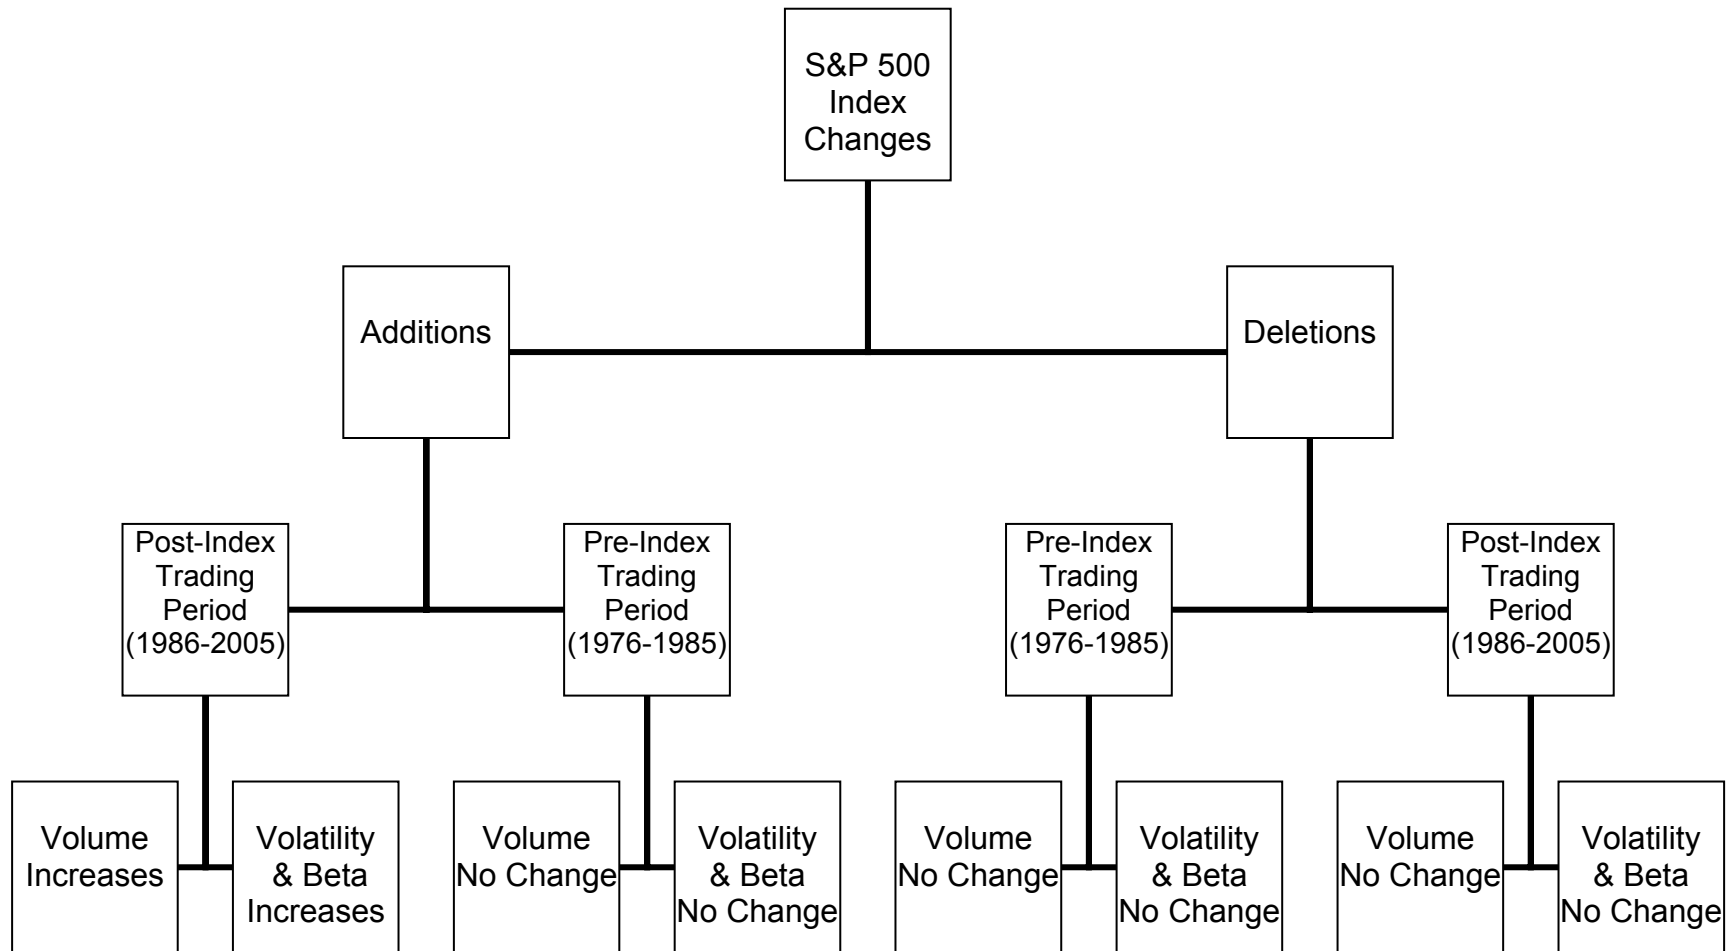 S&P 500
Index
Changes
Additions
Deletions
Post-Index
Trading
Period
(1986-2005)
Pre-Index
Trading
Period
(1976-1985)
Pre-Index
Trading
Period
(1976-1985)
Post-Index
Trading
Period
(1986-2005)
Volume
Increases
Volatility
& Beta
Increases
Volume
No Change
Volatility
& Beta
No Change
Volume
No Change
Volatility
& Beta
No Change
Volume
No Change
Volatility
& Beta
No Change